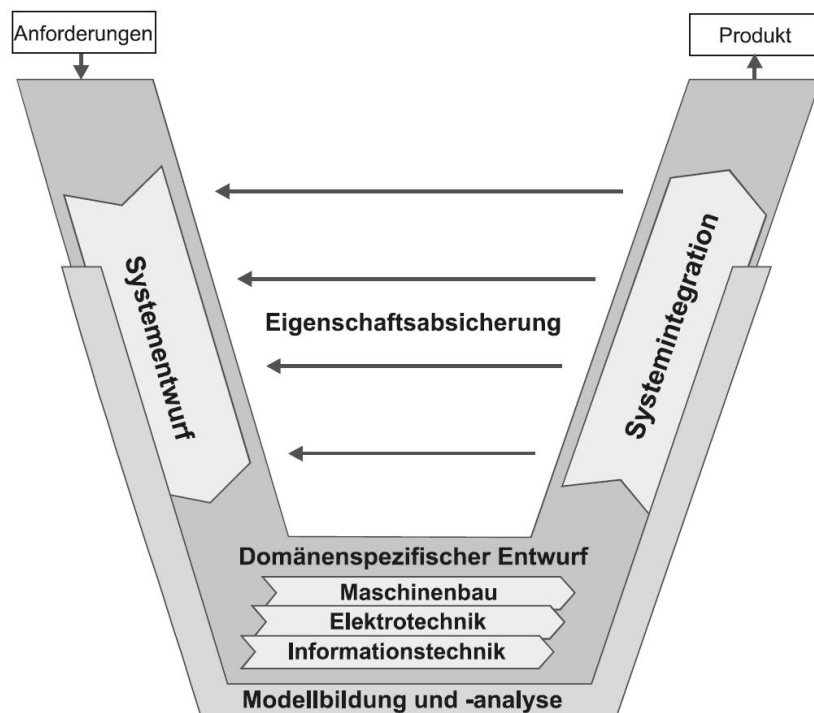 Anforderungen
Produkt
Systementwurf
Eigenschaftsabsicherung
Systemintegration
Domänenspezifischer Entwurf
Maschinenbau
Elektrotechnik
Informationstechnik
Modellbildung und -analyse